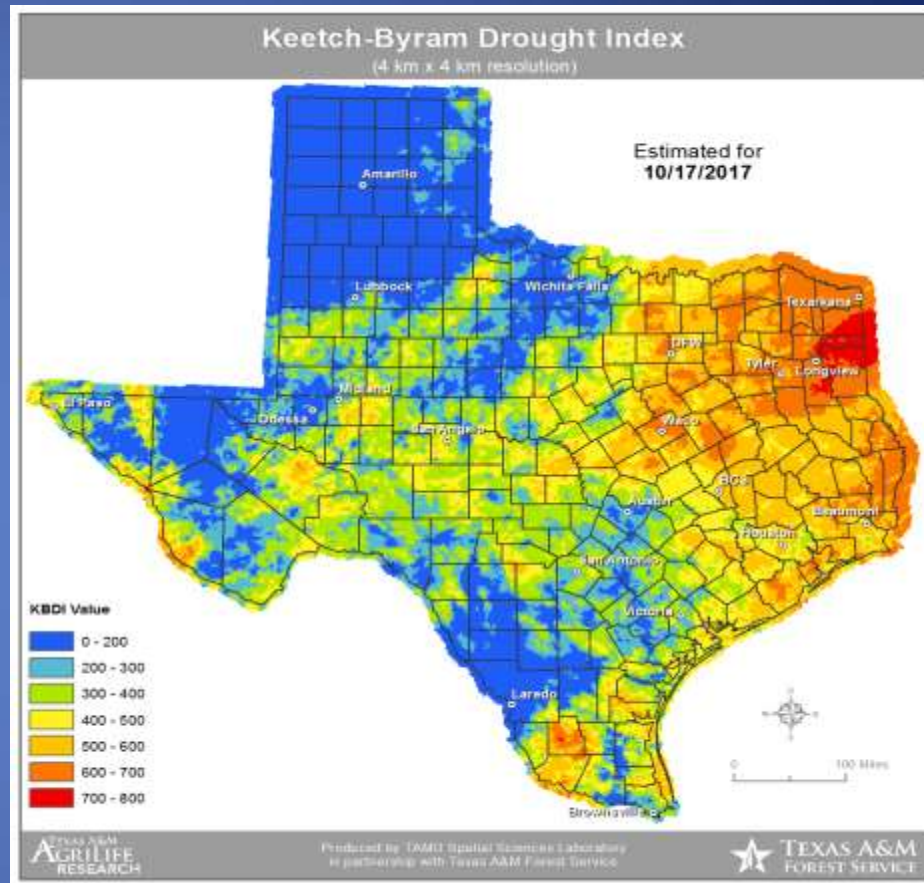 Keetch-Byram Drought Index
(4 km x 4 km resolution)
Estimated for
10/17/2017
Amarillo
Lubbock
Wichita Falls
Texarkana
DFW
Tyler
Longview
El Paso
Midland
Odessa
San Angelo
Waco
BCS
Austin
Beaumont
Houston
San Antonio
Victoria
Laredo
Brownsville
KBDI Value
0 - 200
200 - 300
300 - 400
400 - 500
500 - 600
600 - 700
700 - 800
0
100 Miles
TEXAS A&M
AGRILIFE
RESEARCH
Produced by TAMU Spatial Sciences Laboratory
in partnership with Texas A&M Forest Service
TEXAS A&M
FOREST SERVICE